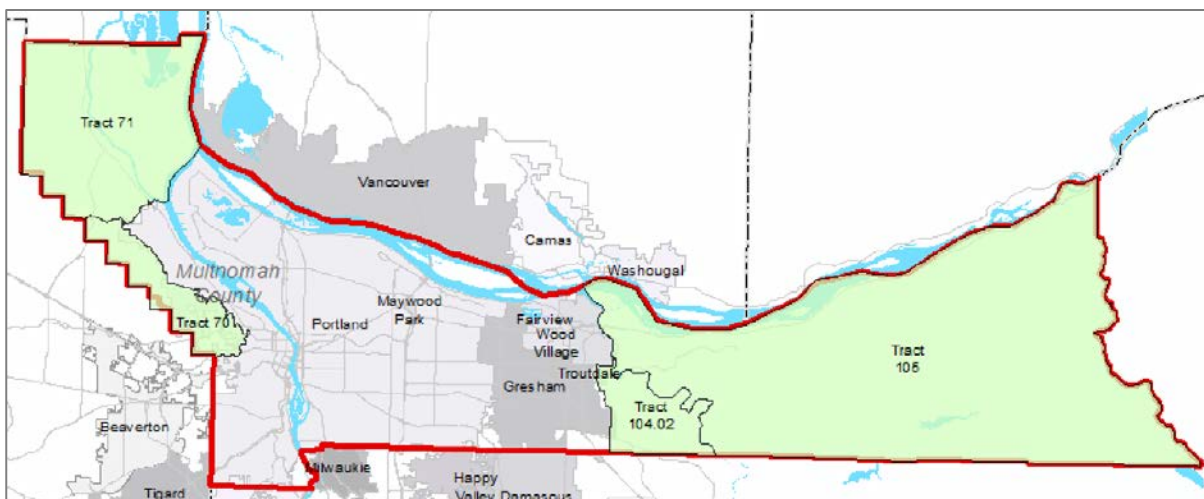 Tract 71
Vancouver
Camas
Washougal
Multnomah
County
Tract 70
Portland
Maywood
Park
Fairview
Wood
Village
Troutdale
Gresham
Tract
105
Tract
104.02
Beaverton
Milwaukie
Tigard
Happy
Valley Damascus